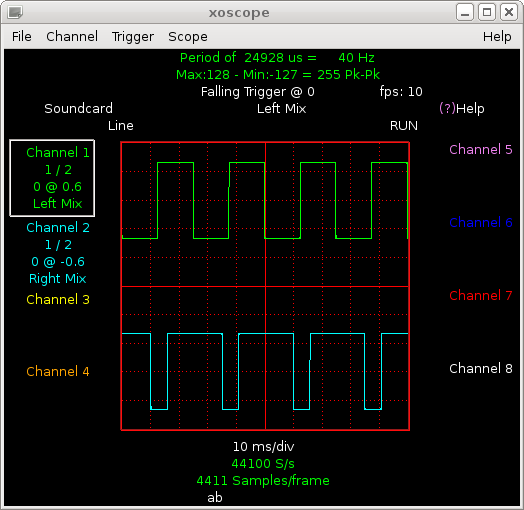 xoscope
File Channel Trigger Scope Help
Period of 24928 us = 40 Hz
Max:128 - Min:-127 = 255 Pk-Pk
Falling Trigger @ 0 fps: 10
Soundcard Left Mix (?)Help
Line RUN
Channel 1
1 / 2
0 @ 0.6
Left Mix
Channel 2
1 / 2
0 @ -0.6
Right Mix
Channel 3
Channel 4
Channel 5
Channel 6
Channel 7
Channel 8
10 ms/div
44100 S/s
4411 Samples/frame
ab